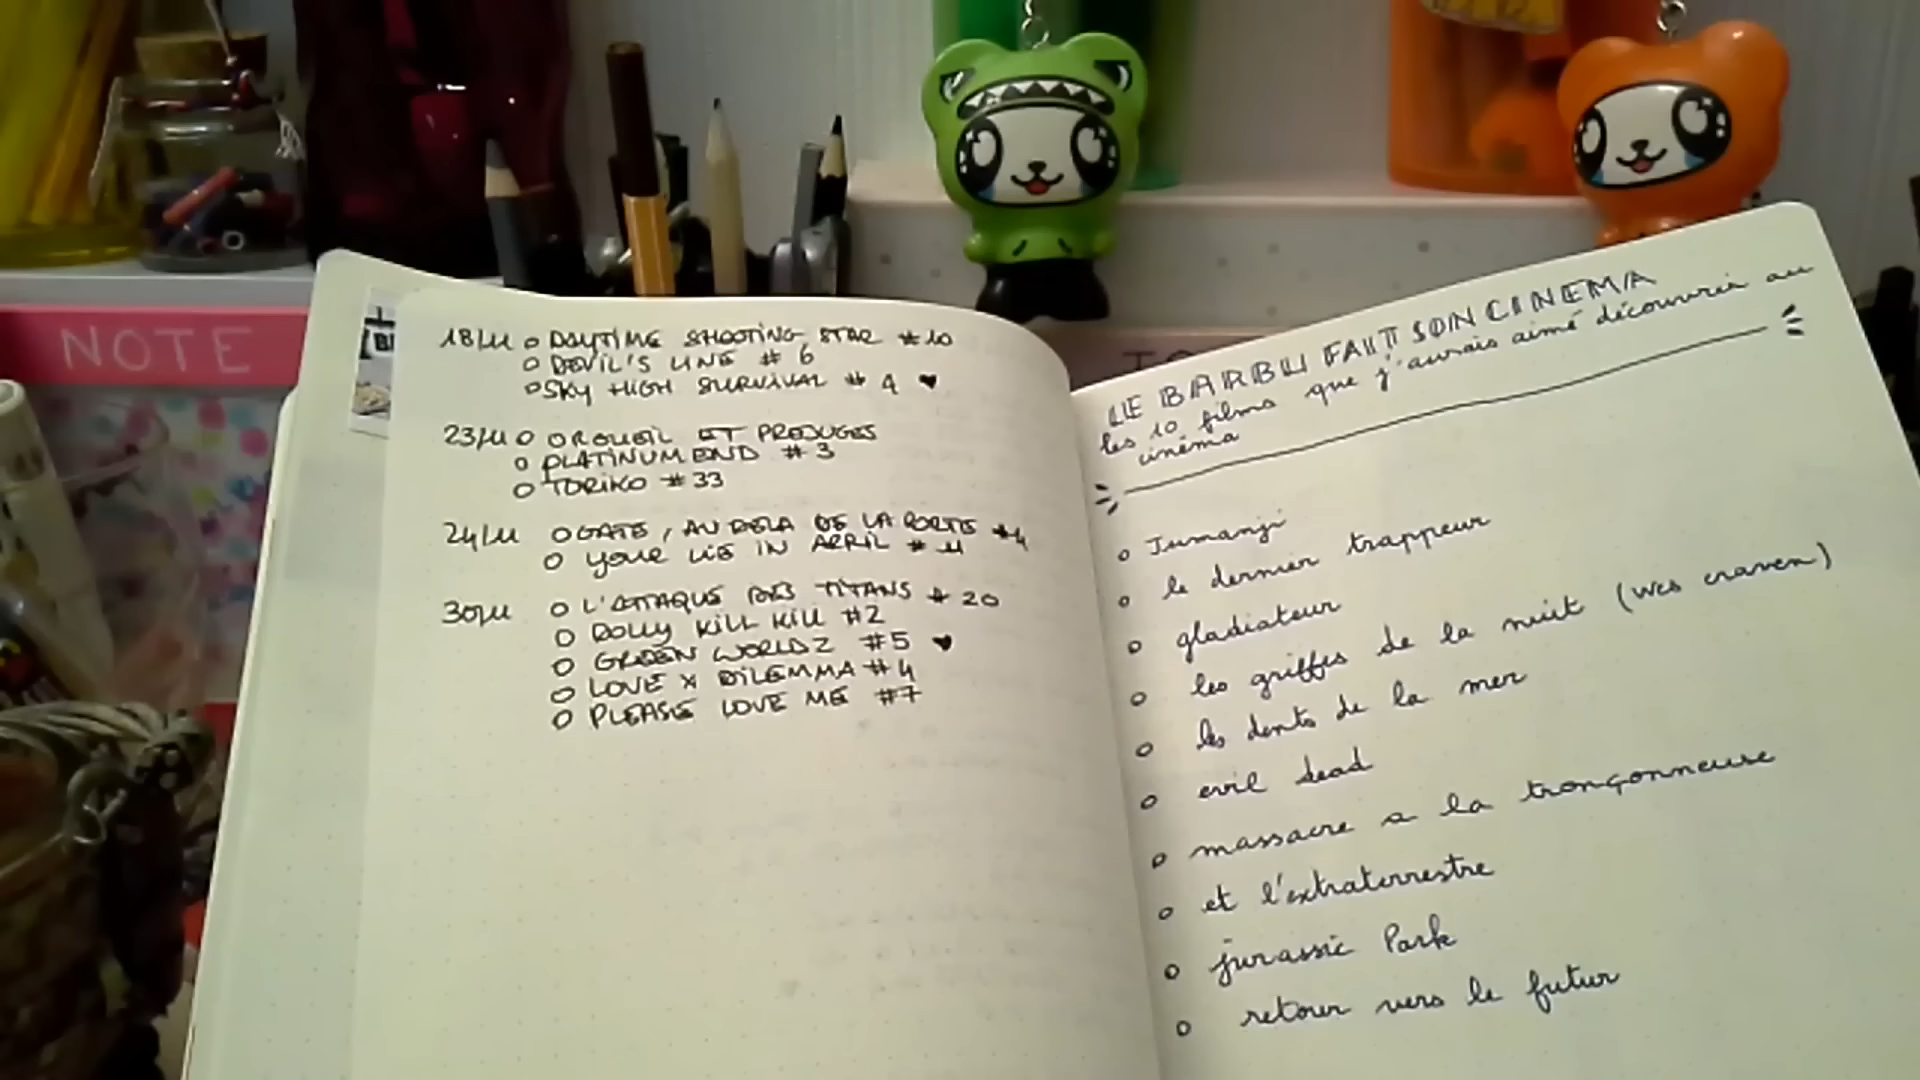 NOTE
18/11 o DAYTIME SHOOTING STAR #10
o DEVIL'S LINE #6
o SKY HIGH SURVIVAL #4 ♥
23/11 o ORGUEIL ET PREJUGES
o PLATINUM END #3
o TORIKO #33
24/11 o GATE, AU DELA DE LA PORTE #4
o YOUR LIE IN APRIL #11
30/11 o L'ATTAQUE DES TITANS #20
o DOLLY KILL KILL #2
o GREEN WORLDZ #5 ♥
o LOVE X DILEMMA #4
o PLEASE LOVE ME #7
LE BARBU FAIT SON CINEMA
les 10 films que j'aurais aimé découvrir au
cinéma
o Jumanji
o le dernier trappeur
o gladiateur
o les griffes de la nuit (wes craven)
o les dents de la mer
o evil dead
o massacre a la tronçonneuse
o et l'extraterrestre
o jurassic Park
o retour vers le futur